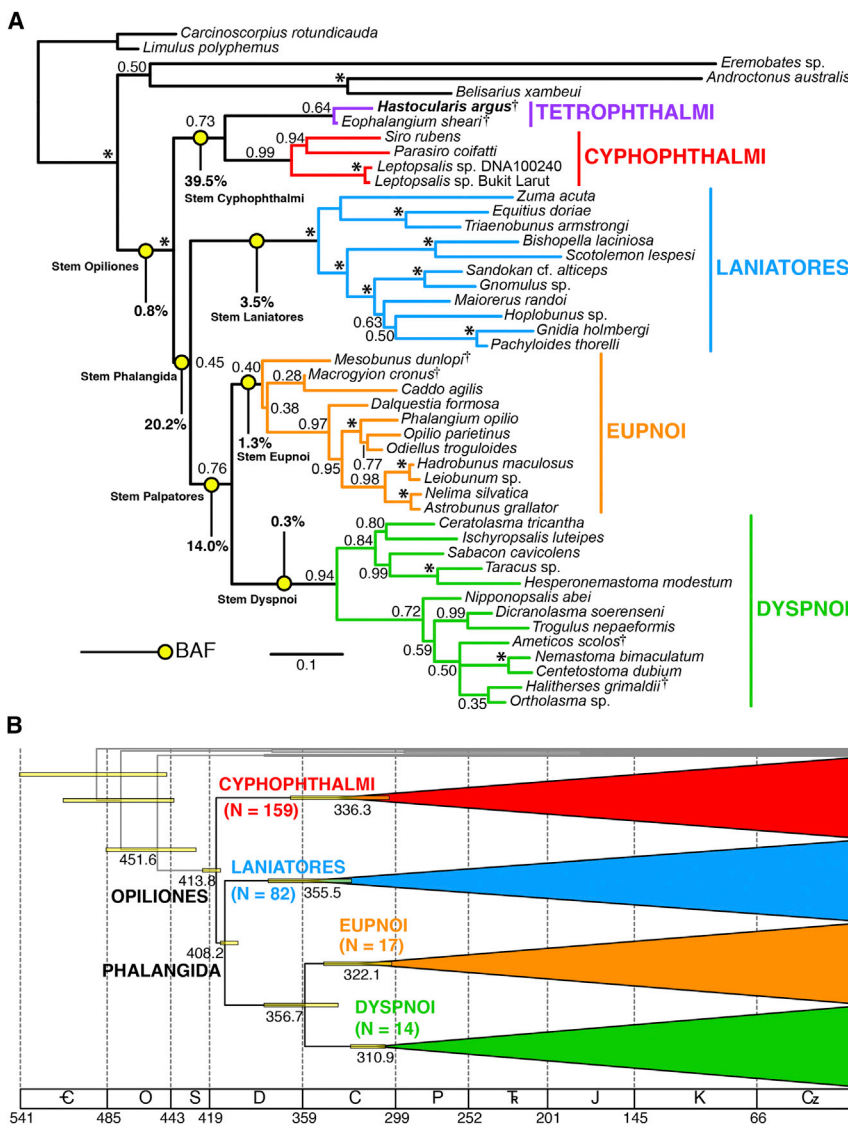 A
Carcinoscorpius rotundicauda
Limulus polyphemus
0.50
Eremobates sp.
*
Androctonus australis
Belisarius xambeui
0.64
Hastocularis argus†
Eophalangium sheari†
TETROPHTHALMI
0.73
0.94
Siro rubens
Parasiro coifatti
CYPHOPHTHALMI
*
0.99
*
Leptopsalis sp. DNA100240
Leptopsalis sp. Bukit Larut
39.5%
Stem Cyphophthalmi
Zuma acuta
*
Equitius doriae
Triaenobunus armstrongi
*
*
*
Bishopella laciniosa
Scotolemon lespesi
Stem Opiliones
*
*
Sandokan cf. alticeps
Gnomulus sp.
LANIATORES
*
Maiorerus randoi
0.8%
3.5%
Stem Laniatores
0.63
Hoplobunus sp.
0.50
*
Gnidia holmbergi
Pachyloides thorelli
Stem Phalangida
0.45
0.40
Mesobunus dunlopi†
0.28
Macrogyion cronus†
Caddo agilis
0.38
Dalquestia formosa
20.2%
0.97
*
Phalangium opilio
EUPNOI
1.3%
Stem Eupnoi
Opilio parietinus
Odiellus troguloides
0.95
0.77
0.76
*
Hadrobunus maculosus
0.98
Leiobunum sp.
Stem Palpatores
*
Nelima silvatica
Astrobunus grallator
0.3%
0.80
Ceratolasma tricantha
14.0%
0.84
Ischyropsalis luteipes
Sabacon cavicolens
0.99
*
Taracus sp.
Stem Dyspnoi
0.94
Hesperonemastoma modestum
DYSPNOI
Nipponopsalis abei
0.72
0.99
Dicranolasma soerenseni
Trogulus nepaeformis
0.59
Ameticos scolos†
BAF
0.50
*
Nemastoma bimaculatum
0.1
Centetostoma dubium
Halitherses grimaldii†
0.35
Ortholasma sp.
B
CYPHOPHTHALMI
(N = 159)
336.3
451.6
LANIATORES
413.8
(N = 82)
355.5
OPILIONES
EUPNOI
(N = 17)
408.2
322.1
PHALANGIDA
356.7
DYSPNOI
(N = 14)
310.9
Ꞓ O S D C P TR J K Cz
541 485 443 419 359 299 252 201 145 66